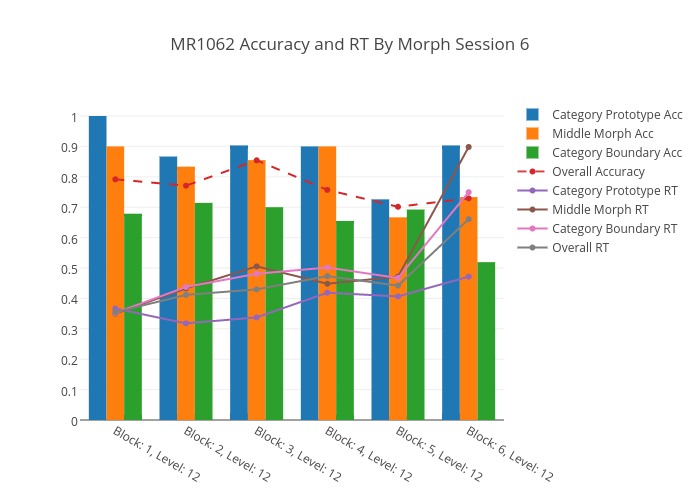 MR1062 Accuracy and RT By Morph Session 6
1
0.9
0.8
0.7
0.6
0.5
0.4
0.3
0.2
0.1
0
Block: 1, Level: 12
Block: 2, Level: 12
Block: 3, Level: 12
Block: 4, Level: 12
Block: 5, Level: 12
Block: 6, Level: 12
Category Prototype Acc
Middle Morph Acc
Category Boundary Acc
Overall Accuracy
Category Prototype RT
Middle Morph RT
Category Boundary RT
Overall RT